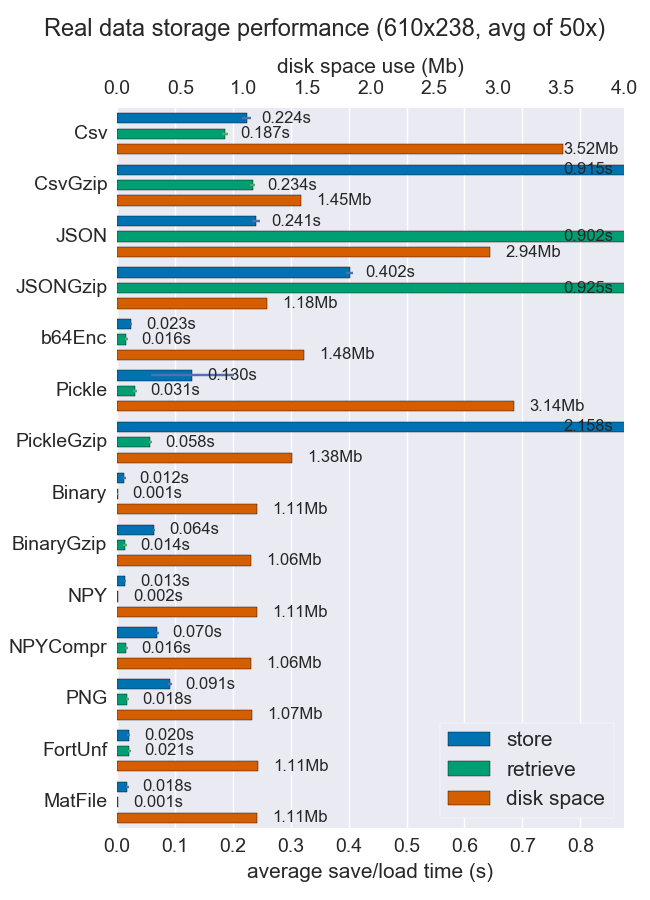 Real data storage performance (610x238, avg of 50x)
disk space use (Mb)
0.0 0.5 1.0 1.5 2.0 2.5 3.0 3.5 4.0
Csv
0.224s
0.187s
3.52Mb
CsvGzip
0.915s
0.234s
1.45Mb
JSON
0.241s
0.902s
2.94Mb
JSONGzip
0.402s
0.925s
1.18Mb
b64Enc
0.023s
0.016s
1.48Mb
Pickle
0.130s
0.031s
3.14Mb
PickleGzip
2.158s
0.058s
1.38Mb
Binary
0.012s
0.001s
1.11Mb
BinaryGzip
0.064s
0.014s
1.06Mb
NPY
0.013s
0.002s
1.11Mb
NPYCompr
0.070s
0.016s
1.06Mb
PNG
0.091s
0.018s
1.07Mb
FortUnf
0.020s
0.021s
1.11Mb
MatFile
0.018s
0.001s
1.11Mb
store
retrieve
disk space
0.0 0.1 0.2 0.3 0.4 0.5 0.6 0.7 0.8
average save/load time (s)